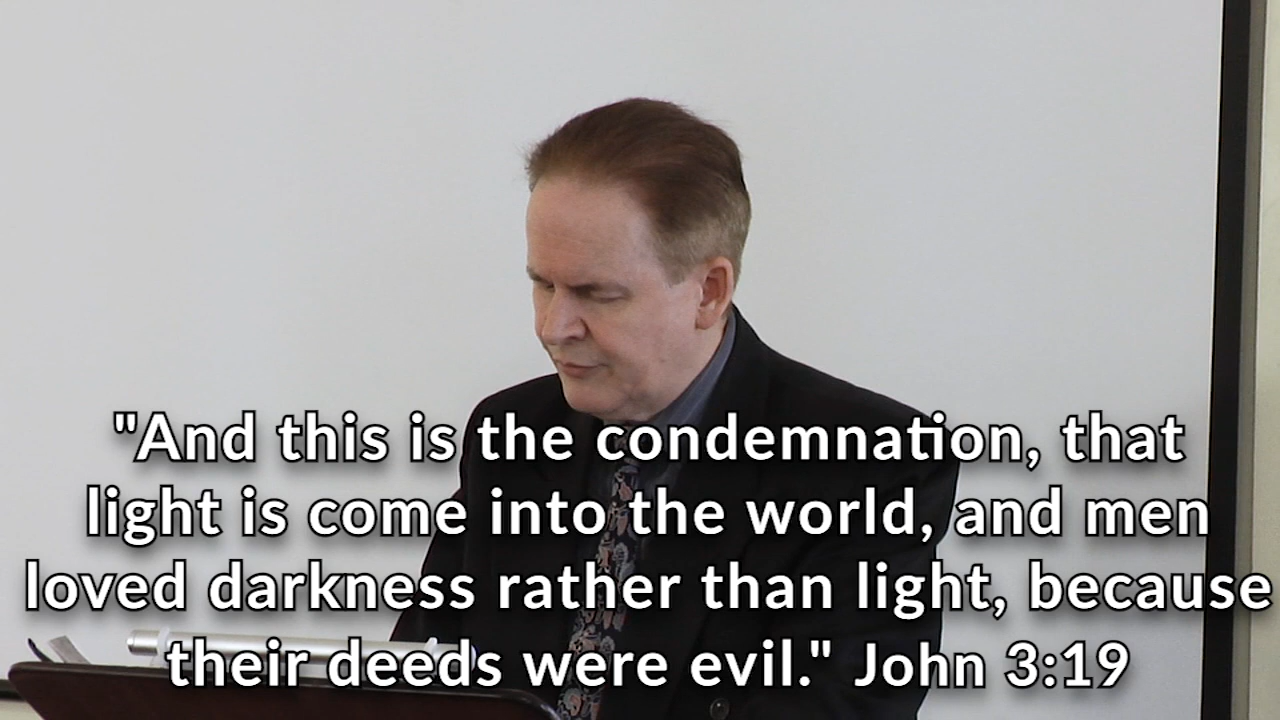 "And this is the condemnation, that
light is come into the world, and men
loved darkness rather than light, because
their deeds were evil." John 3:19